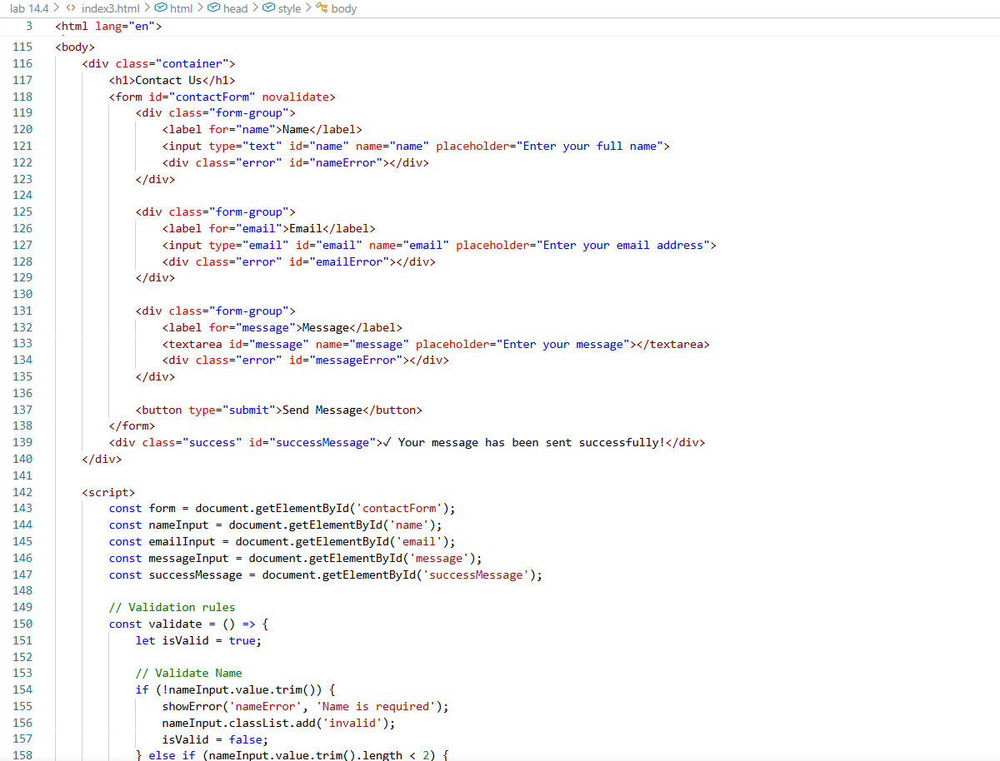 lab 14.4 > <> index3.html > html > head > style > body
3 <html lang="en">
115 <body>
116     <div class="container">
117         <h1>Contact Us</h1>
118         <form id="contactForm" novalidate>
119             <div class="form-group">
120                 <label for="name">Name</label>
121                 <input type="text" id="name" name="name" placeholder="Enter your full name">
122                 <div class="error" id="nameError"></div>
123             </div>
124
125             <div class="form-group">
126                 <label for="email">Email</label>
127                 <input type="email" id="email" name="email" placeholder="Enter your email address">
128                 <div class="error" id="emailError"></div>
129             </div>
130
131             <div class="form-group">
132                 <label for="message">Message</label>
133                 <textarea id="message" name="message" placeholder="Enter your message"></textarea>
134                 <div class="error" id="messageError"></div>
135             </div>
136
137             <button type="submit">Send Message</button>
138         </form>
139         <div class="success" id="successMessage">✓ Your message has been sent successfully!</div>
140     </div>
141
142     <script>
143         const form = document.getElementById('contactForm');
144         const nameInput = document.getElementById('name');
145         const emailInput = document.getElementById('email');
146         const messageInput = document.getElementById('message');
147         const successMessage = document.getElementById('successMessage');
148
149         // Validation rules
150         const validate = () => {
151             let isValid = true;
152
153             // Validate Name
154             if (!nameInput.value.trim()) {
155                 showError('nameError', 'Name is required');
156                 nameInput.classList.add('invalid');
157                 isValid = false;
158             } else if (nameInput.value.trim().length < 2) {